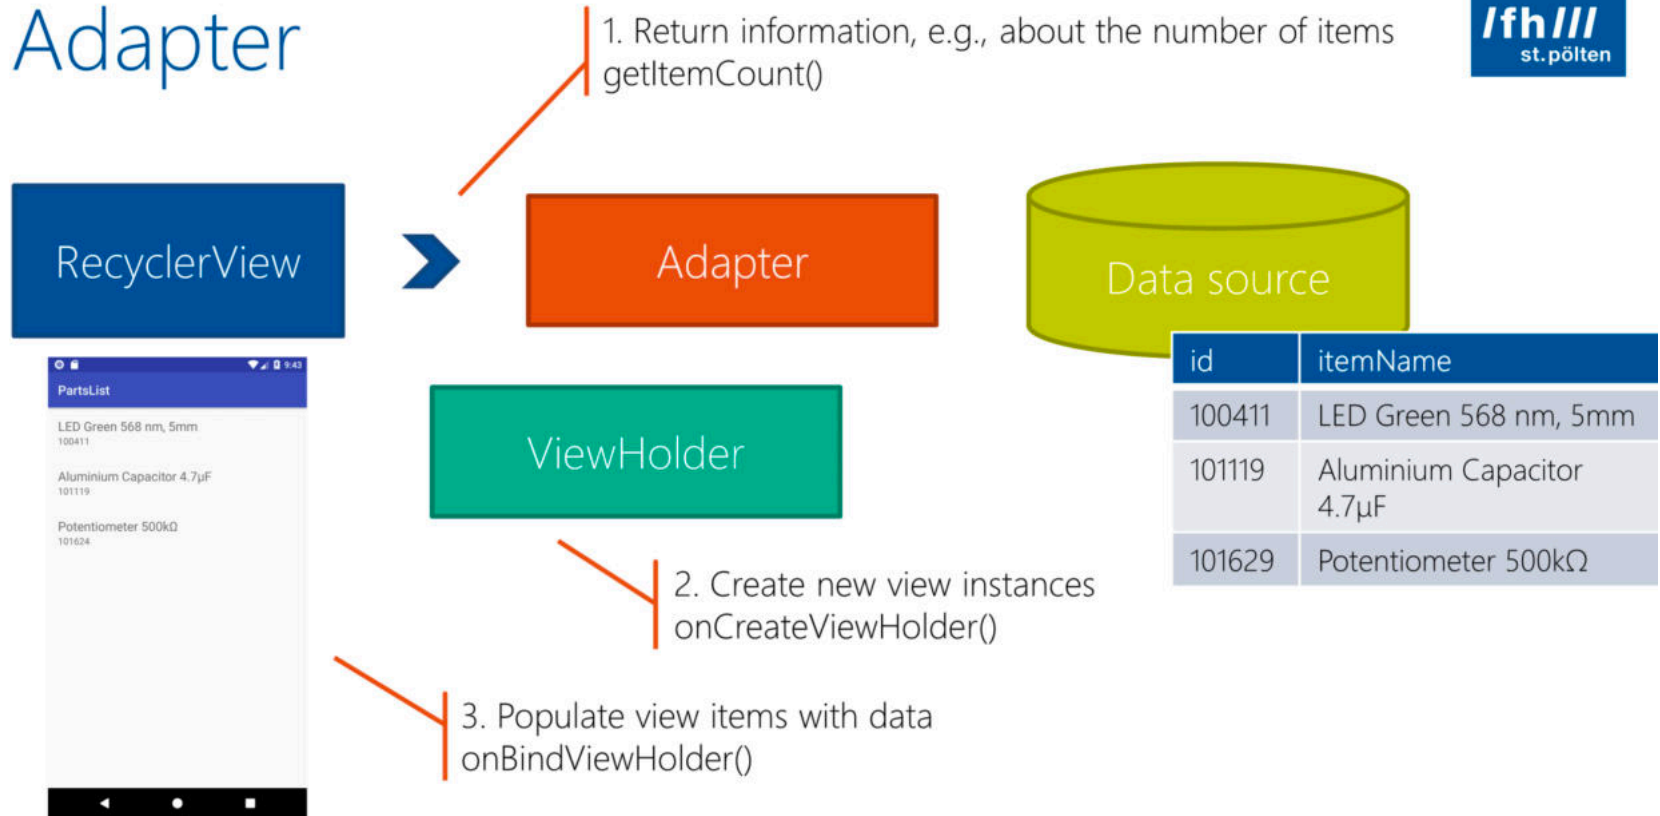 Adapter
1. Return information, e.g., about the number of items
getItemCount()
/fh///
st.pölten
RecyclerView
Adapter
Data source
9:43
PartsList
LED Green 568 nm, 5mm
100411
Aluminium Capacitor 4.7µF
101119
Potentiometer 500kΩ
101624
ViewHolder
id itemName
100411 LED Green 568 nm, 5mm
101119 Aluminium Capacitor
4.7µF
101629 Potentiometer 500kΩ
2. Create new view instances
onCreateViewHolder()
3. Populate view items with data
onBindViewHolder()